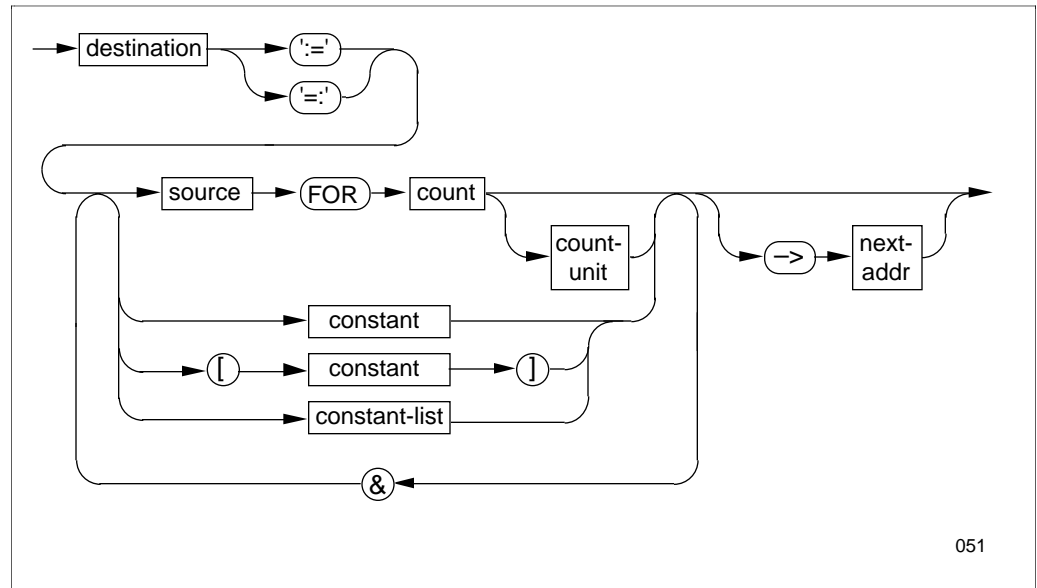 destination
':='
'=:'
source
FOR
count
count-
unit
–>
next-
addr
constant
[
constant
]
constant-list
&
051